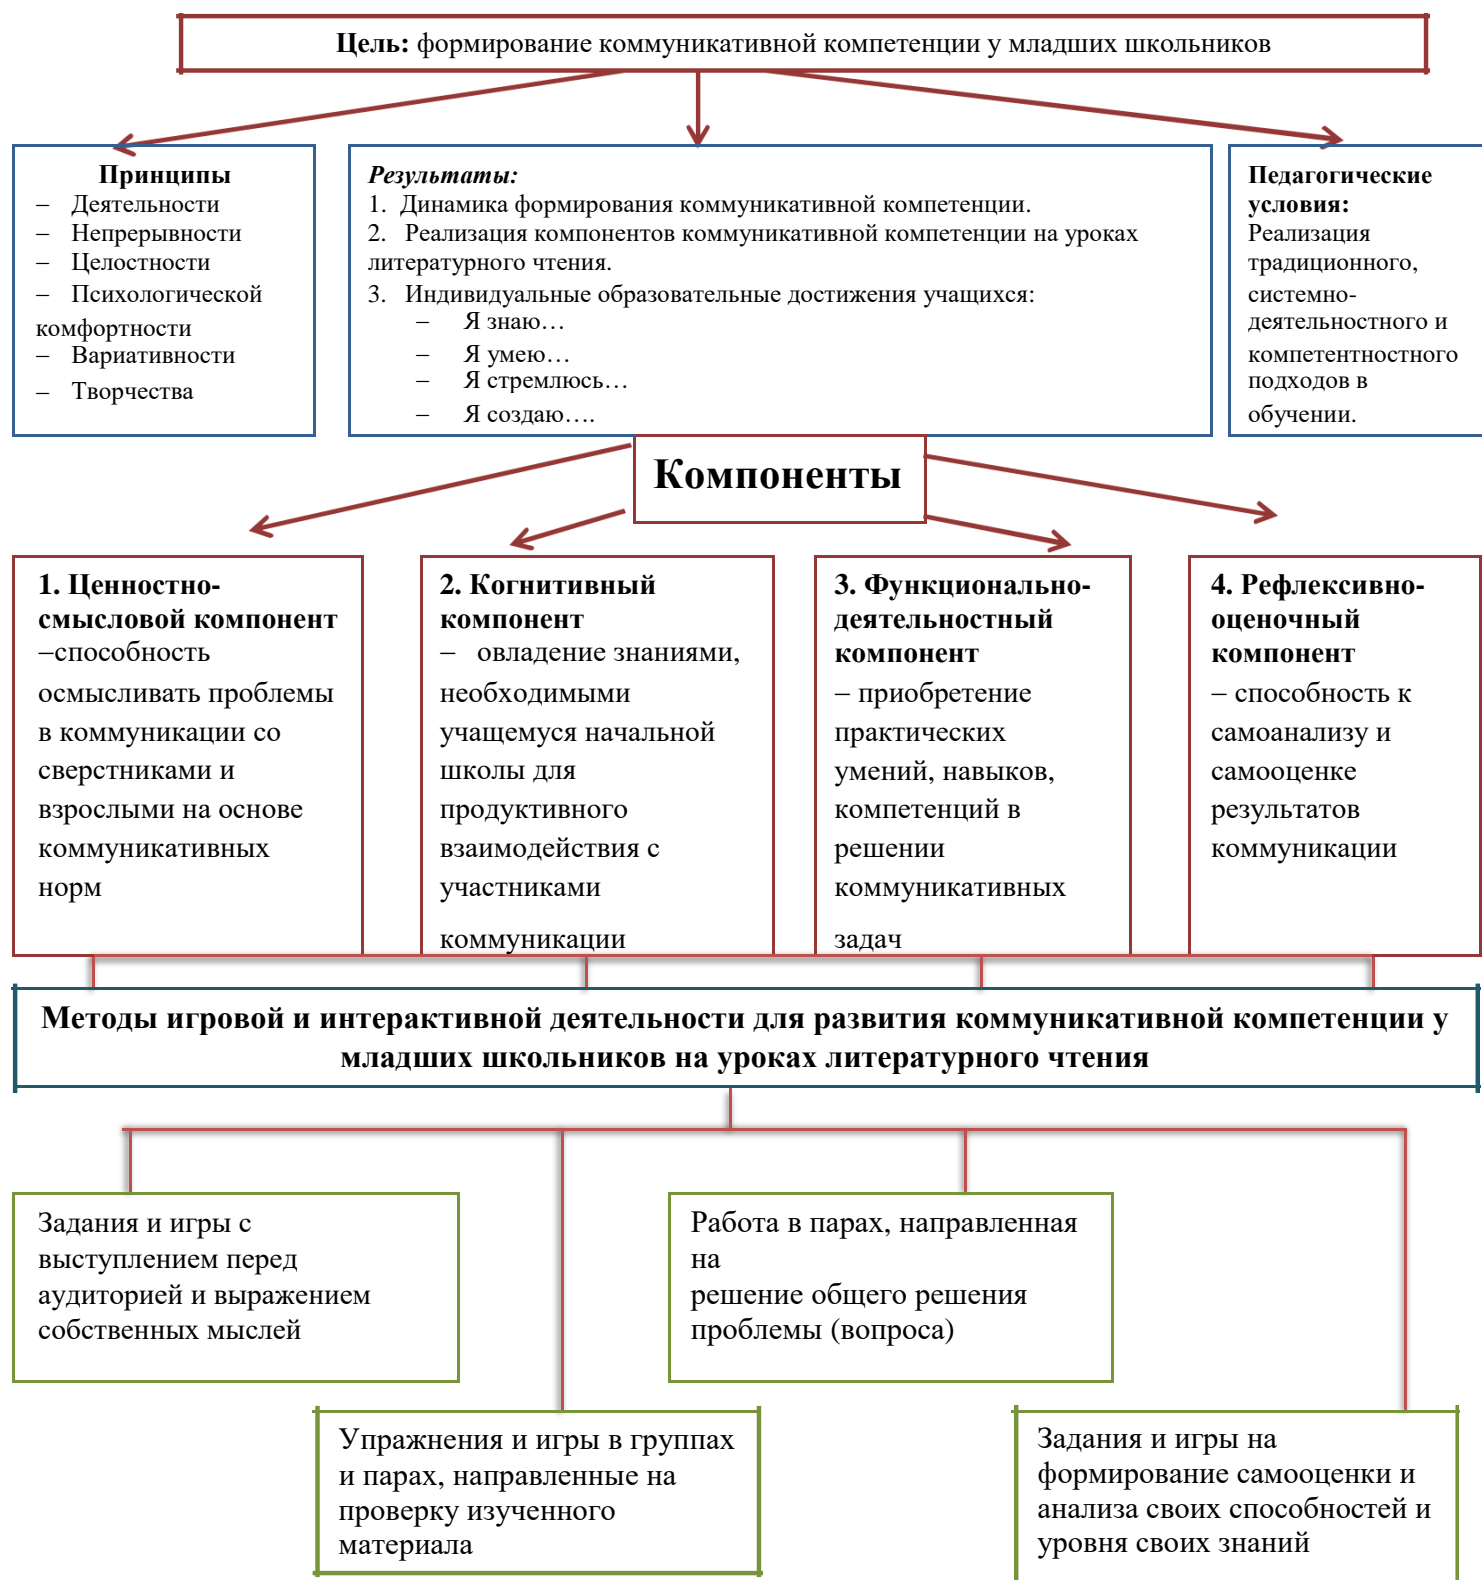 Цель: формирование коммуникативной компетенции у младших школьников
Принципы
– Деятельности
– Непрерывности
– Целостности
– Психологической
комфортности
– Вариативности
– Творчества
Результаты:
1. Динамика формирования коммуникативной компетенции.
2. Реализация компонентов коммуникативной компетенции на уроках
литературного чтения.
3. Индивидуальные образовательные достижения учащихся:
– Я знаю…
– Я умею…
– Я стремлюсь…
– Я создаю….
Педагогические
условия:
Реализация
традиционного,
системно-
деятельностного и
компетентностного
подходов в
обучении.
Компоненты
1. Ценностно-
смысловой компонент
–способность
осмысливать проблемы
в коммуникации со
сверстниками и
взрослыми на основе
коммуникативных
норм
2. Когнитивный
компонент
– овладение знаниями,
необходимыми
учащемуся начальной
школы для
продуктивного
взаимодействия с
участниками
коммуникации
3. Функционально-
деятельностный
компонент
– приобретение
практических
умений, навыков,
компетенций в
решении
коммуникативных
задач
4. Рефлексивно-
оценочный
компонент
– способность к
самоанализу и
самооценке
результатов
коммуникации
Методы игровой и интерактивной деятельности для развития коммуникативной компетенции у
младших школьников на уроках литературного чтения
Задания и игры с
выступлением перед
аудиторией и выражением
собственных мыслей
Работа в парах, направленная
на
решение общего решения
проблемы (вопроса)
Упражнения и игры в группах
и парах, направленные на
проверку изученного
материала
Задания и игры на
формирование самооценки и
анализа своих способностей и
уровня своих знаний